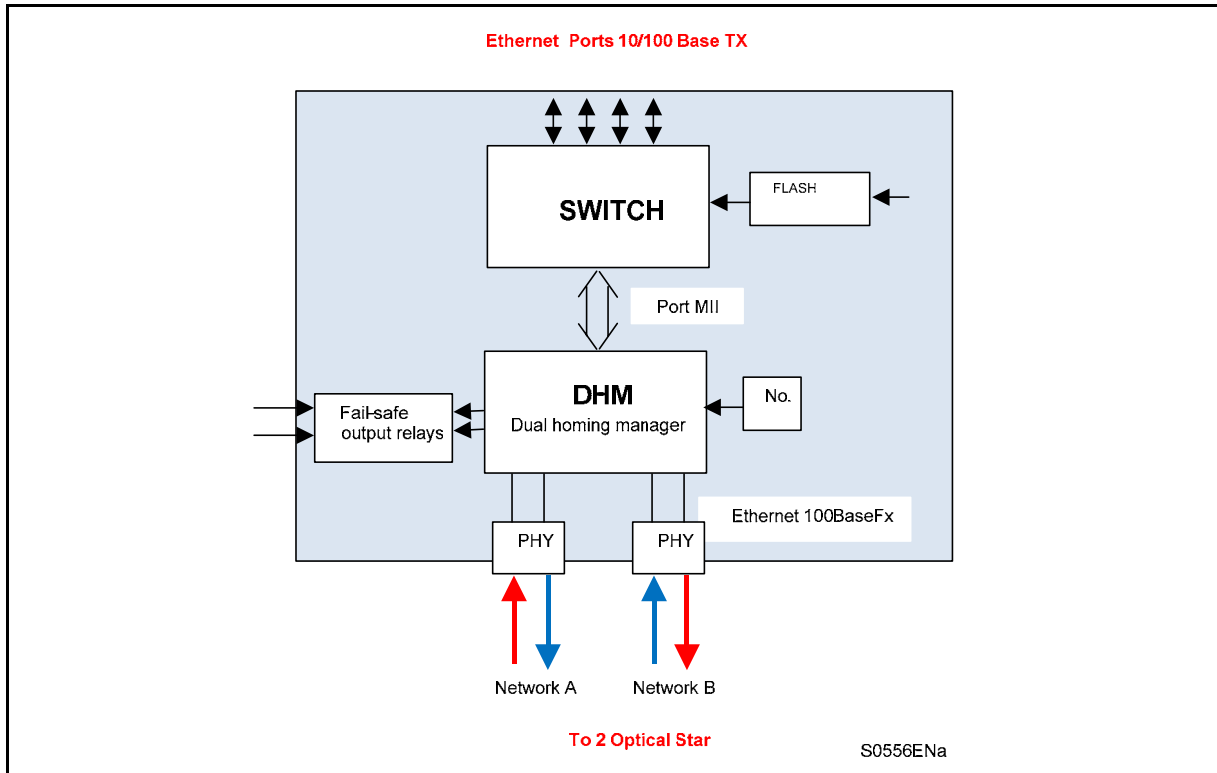 Ethernet Ports 10/100 Base TX
FLASH
SWITCH
Port MII
DHM
Dual homing manager
No.
Fail-safe
output relays
Ethernet 100BaseFx
PHY
PHY
Network A
Network B
To 2 Optical Star
S0556ENa